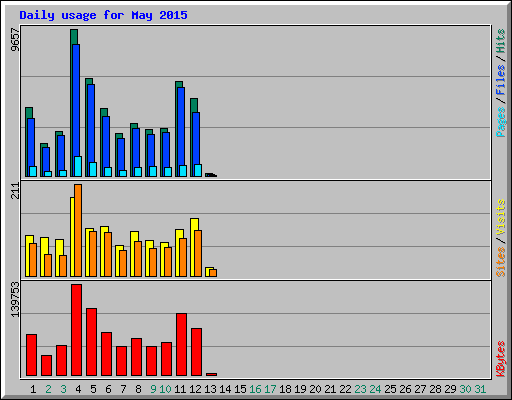 Daily usage for May 2015
9657
Pages / Files / Hits
211
Sites / Visits
139753
KBytes
1 2 3 4 5 6 7 8 9 10 11 12 13 14 15 16 17 18 19 20 21 22 23 24 25 26 27 28 29 30 31